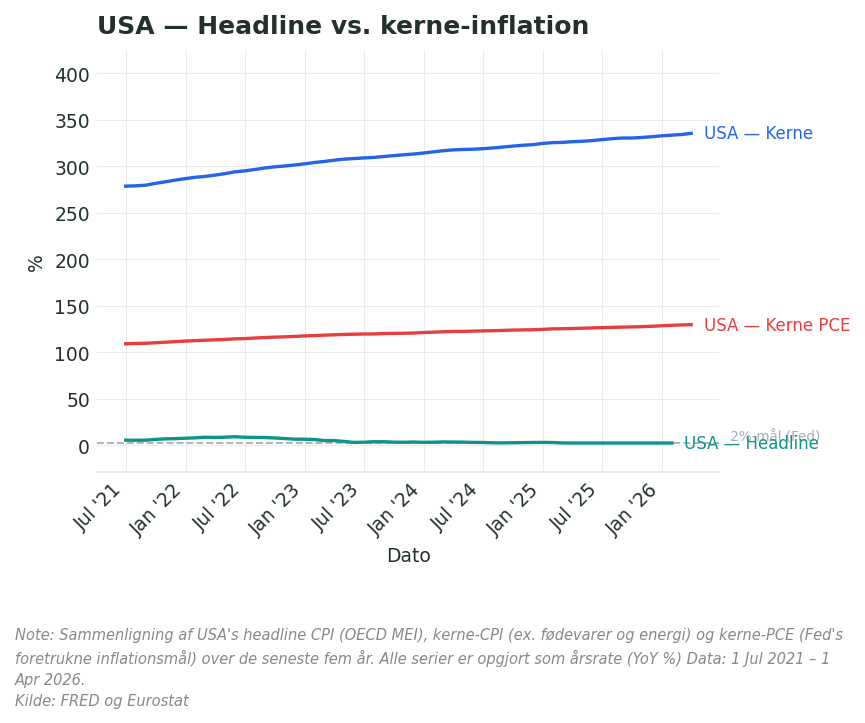 USA — Headline vs. kerne-inflation
400
350
300
250
200
150
100
50
0
%
USA — Kerne
USA — Kerne PCE
2% mål (Fed)
USA — Headline
Jul '21
Jan '22
Jul '22
Jan '23
Jul '23
Jan '24
Jul '24
Jan '25
Jul '25
Jan '26
Dato
Note: Sammenligning af USA's headline CPI (OECD MEI), kerne-CPI (ex. fødevarer og energi) og kerne-PCE (Fed's
foretrukne inflationsmål) over de seneste fem år. Alle serier er opgjort som årsrate (YoY %) Data: 1 Jul 2021 – 1
Apr 2026.
Kilde: FRED og Eurostat